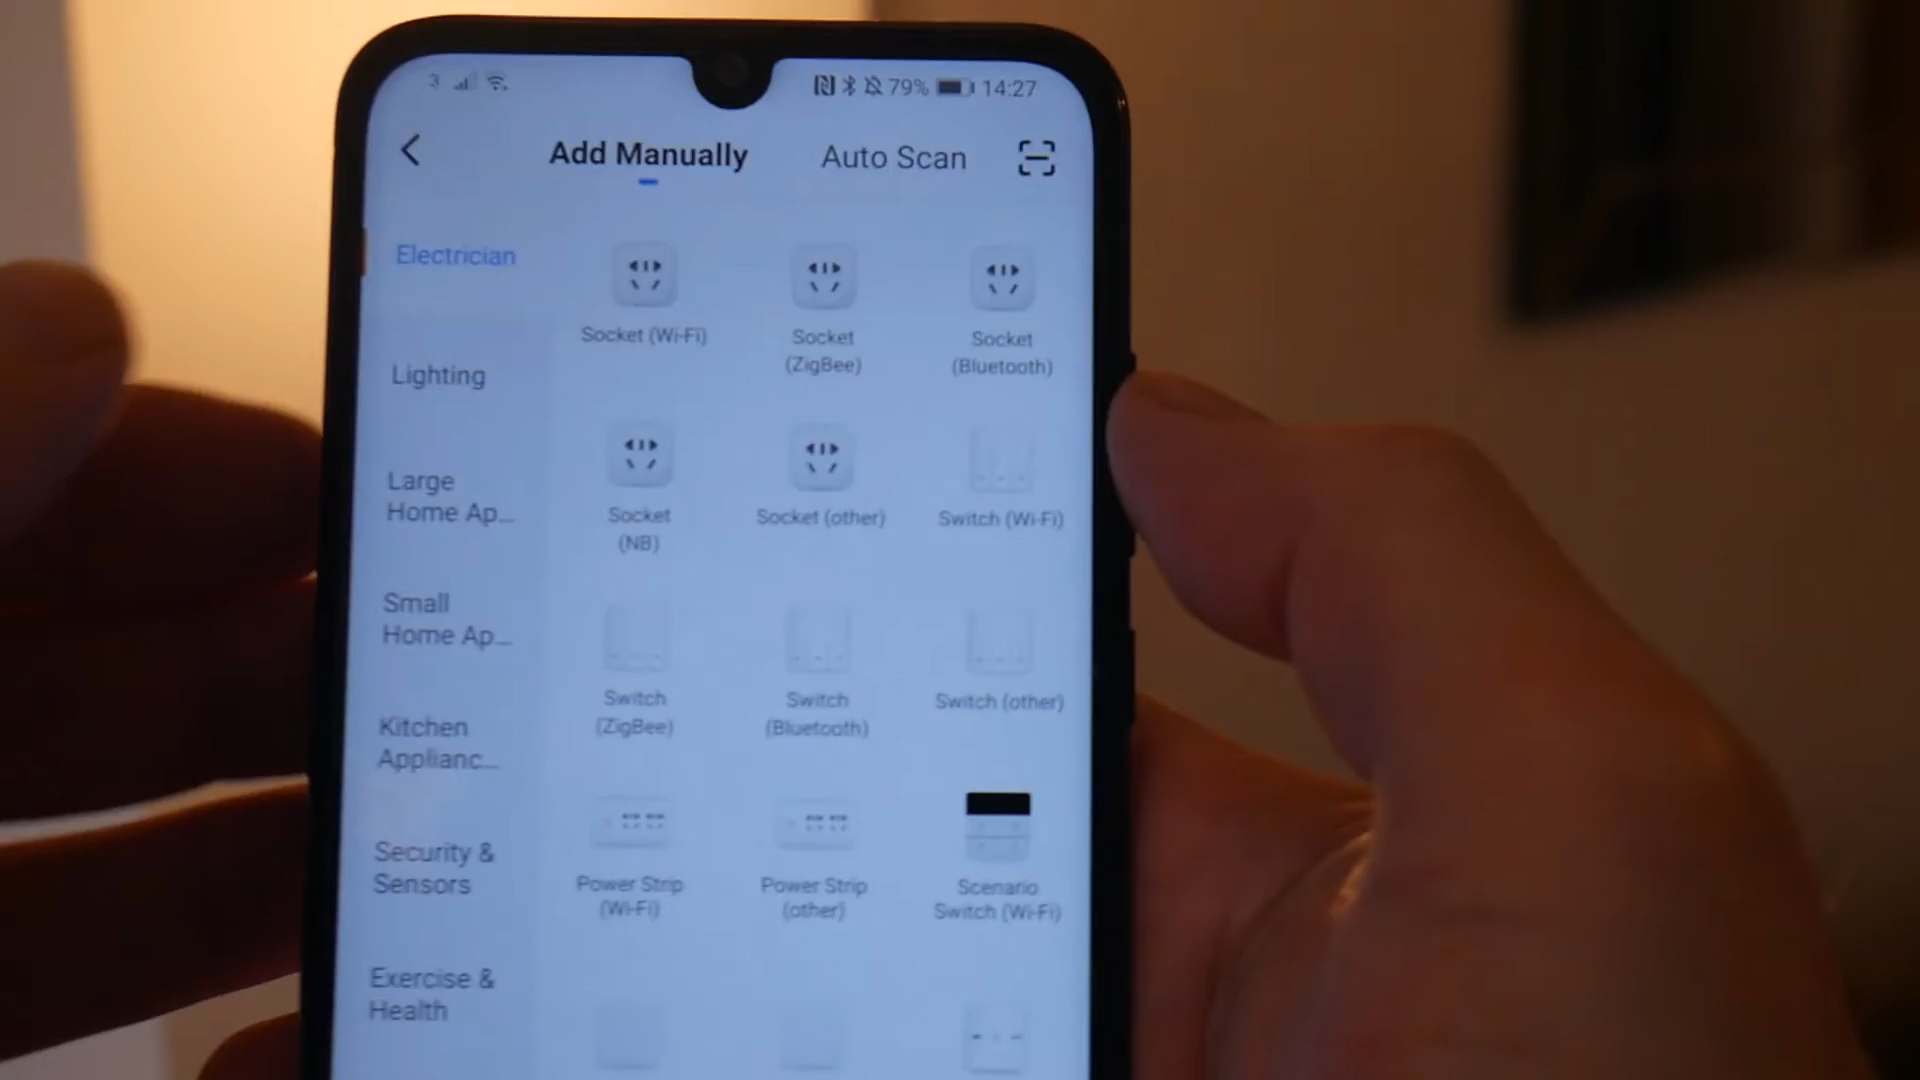 3
79%
14:27
Add Manually
Auto Scan
Electrician
Lighting
Large
Home Ap...
Small
Home Ap...
Kitchen
Applianc...
Security &
Sensors
Exercise &
Health
Socket (Wi-Fi)
Socket
(ZigBee)
Socket
(Bluetooth)
Socket
(NB)
Socket (other)
Switch (Wi-Fi)
Switch
(ZigBee)
Switch
(Bluetooth)
Switch (other)
Power Strip
(Wi-Fi)
Power Strip
(other)
Scenario
Switch (Wi-Fi)